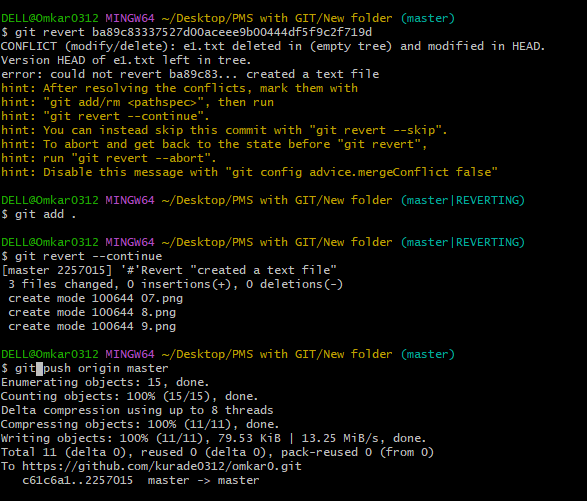 DELL@Omkar0312 MINGW64 ~/Desktop/PMS with GIT/New folder (master)
$ git revert ba89c83337527d00aceee9b00444df5f9c2f719d
CONFLICT (modify/delete): e1.txt deleted in (empty tree) and modified in HEAD.
Version HEAD of e1.txt left in tree.
error: could not revert ba89c83... created a text file
hint: After resolving the conflicts, mark them with
hint: "git add/rm <pathspec>", then run
hint: "git revert --continue".
hint: You can instead skip this commit with "git revert --skip".
hint: To abort and get back to the state before "git revert",
hint: run "git revert --abort".
hint: Disable this message with "git config advice.mergeConflict false"
DELL@Omkar0312 MINGW64 ~/Desktop/PMS with GIT/New folder (master|REVERTING)
$ git add .
DELL@Omkar0312 MINGW64 ~/Desktop/PMS with GIT/New folder (master|REVERTING)
$ git revert --continue
[master 2257015] '#'Revert "created a text file"
3 files changed, 0 insertions(+), 0 deletions(-)
create mode 100644 07.png
create mode 100644 8.png
create mode 100644 9.png
DELL@Omkar0312 MINGW64 ~/Desktop/PMS with GIT/New folder (master)
$ git push origin master
Enumerating objects: 15, done.
Counting objects: 100% (15/15), done.
Delta compression using up to 8 threads
Compressing objects: 100% (11/11), done.
Writing objects: 100% (11/11), 79.53 KiB | 13.25 MiB/s, done.
Total 11 (delta 0), reused 0 (delta 0), pack-reused 0 (from 0)
To https://github.com/kurade0312/omkar0.git
c61c6a1..2257015  master -> master